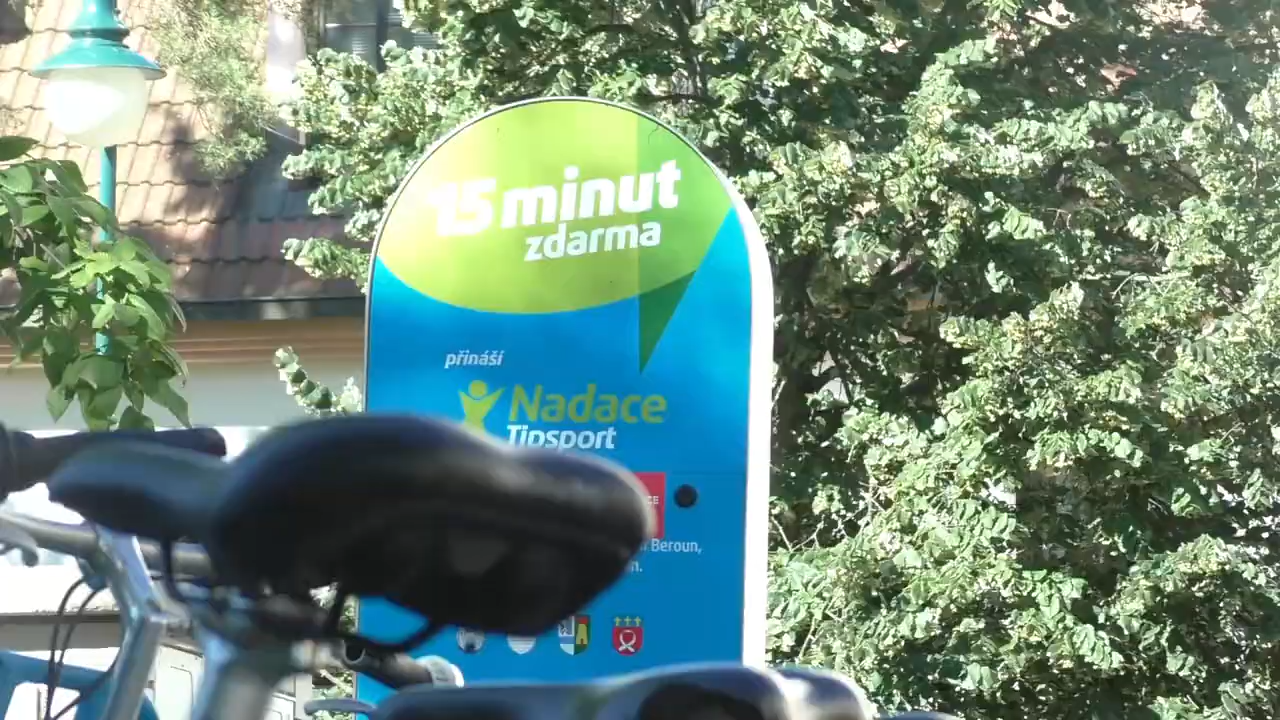 15 minut
zdarma
přináší
Nadace
Tipsport
Beroun,